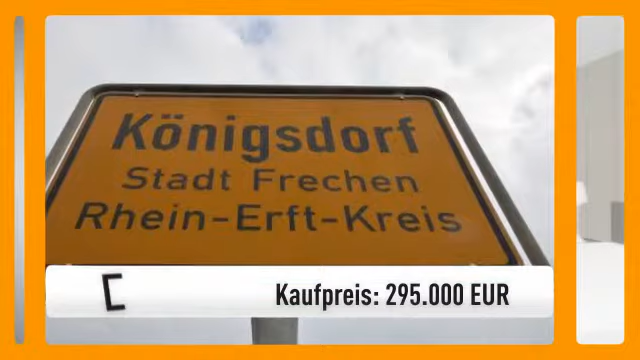 Königsdorf
Stadt Frechen
Rhein-Erft-Kreis
Kaufpreis: 295.000 EUR